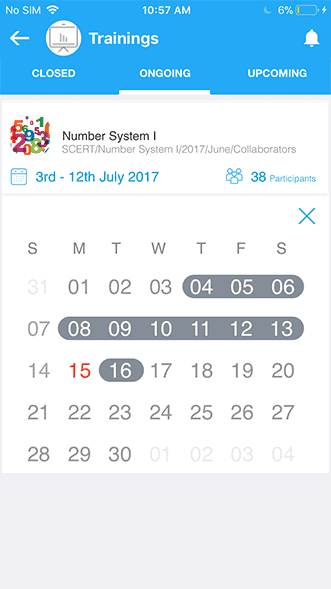 No SIM 10:57 AM 6%
Trainings
CLOSED ONGOING UPCOMING
Number System I
SCERT/Number System I/2017/June/Collaborators
3rd - 12th July 2017 38 Participants
S M T W T F S
31 01 02 03 04 05 06
07 08 09 10 11 12 13
14 15 16 17 18 19 20
21 22 23 24 25 26 27
28 29 30 01 02 03 04